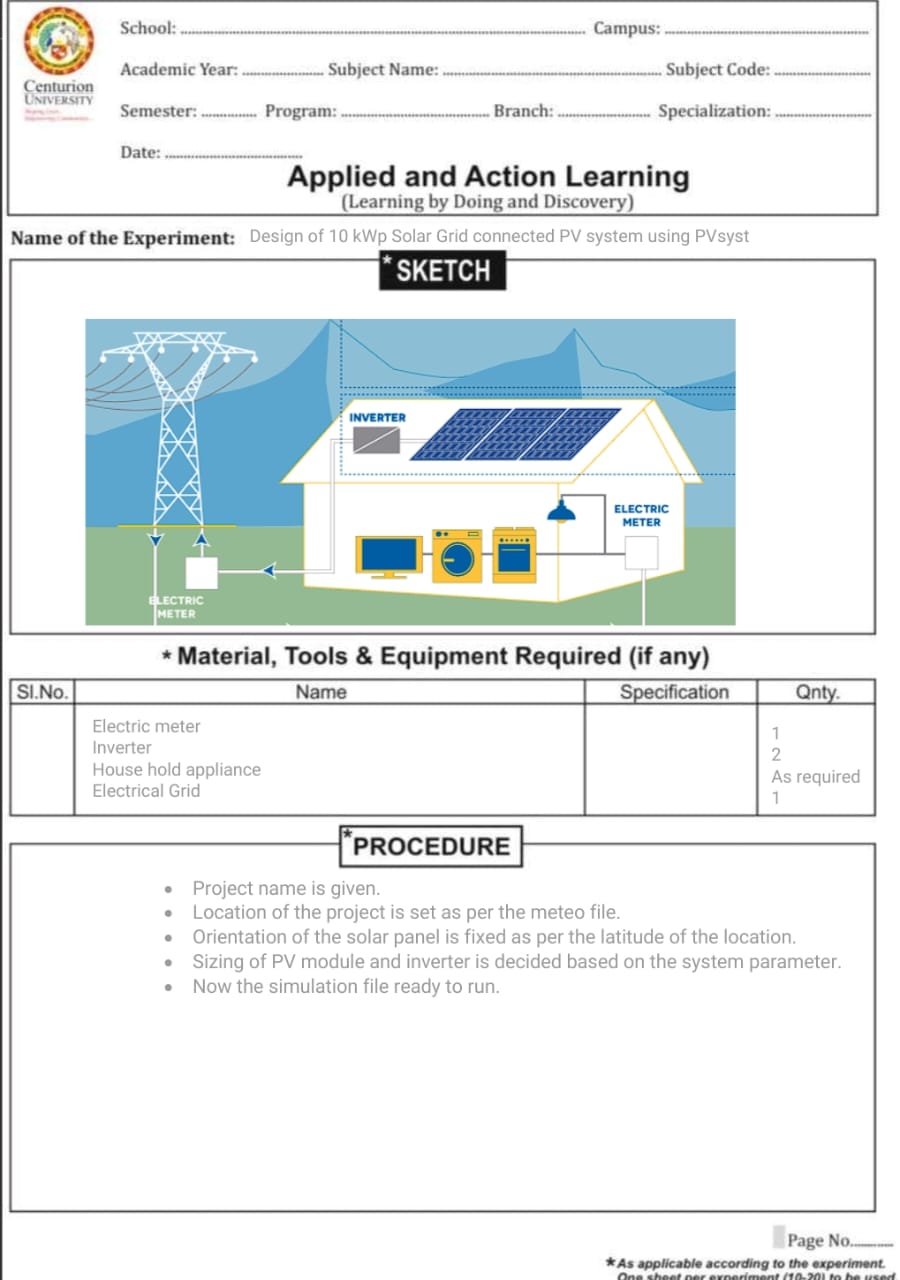 School: ........................................ Campus: ........................................
Centurion
UNIVERSITY
Academic Year: .................. Subject Name: ........................................ Subject Code: ..................
Semester: ............ Program: .............................. Branch: .................. Specialization: ..................
Date: ..............................
Applied and Action Learning
(Learning by Doing and Discovery)
Name of the Experiment: Design of 10 kWp Solar Grid connected PV system using PVsyst
* SKETCH
INVERTER
ELECTRIC
METER
ELECTRIC
METER
* Material, Tools & Equipment Required (if any)
Sl.No. Name Specification Qnty.
Electric meter 1
Inverter 2
House hold appliance As required
Electrical Grid 1
*PROCEDURE
• Project name is given.
• Location of the project is set as per the meteo file.
• Orientation of the solar panel is fixed as per the latitude of the location.
• Sizing of PV module and inverter is decided based on the system parameter.
• Now the simulation file ready to run.
Page No............
* As applicable according to the experiment.
One sheet per experiment (10-20) to be used